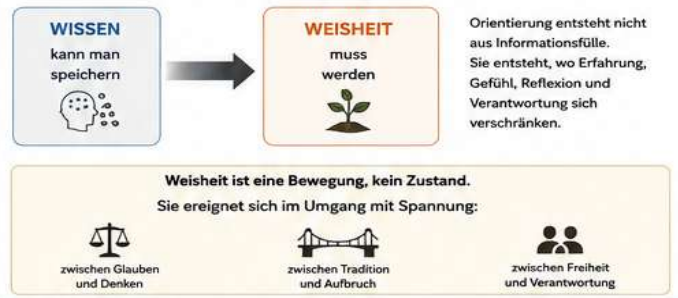 WISSEN
kann man
speichern
WEISHEIT
muss
werden
Orientierung entsteht nicht
aus Informationsfülle.
Sie entsteht, wo Erfahrung,
Gefühl, Reflexion und
Verantwortung sich
verschränken.
Weisheit ist eine Bewegung, kein Zustand.
Sie ereignet sich im Umgang mit Spannung:
zwischen Glauben
und Denken
zwischen Tradition
und Aufbruch
zwischen Freiheit
und Verantwortung